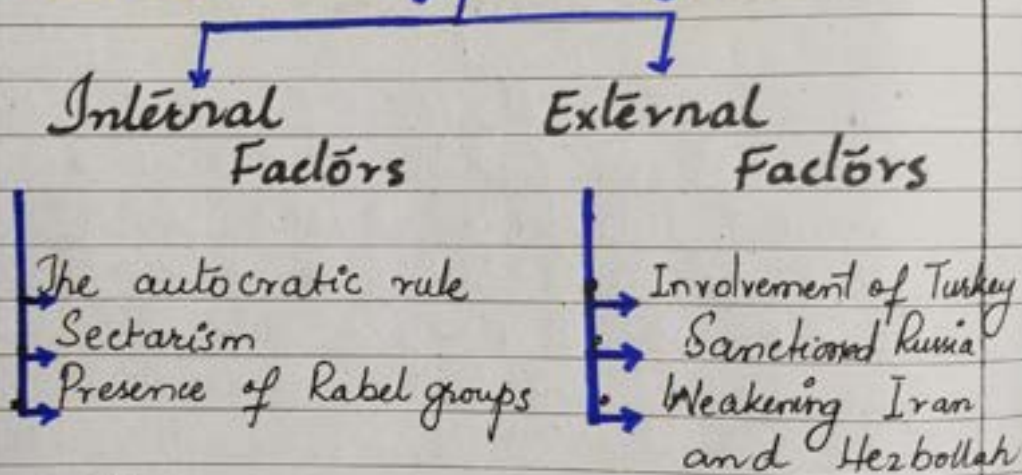 Internal
Factors
The autocratic rule
Sectarism
Presence of Rabel groups
External
Factors
Involvement of Turkey
Sanctioned Russia
Weakening Iran
and Hezbollah